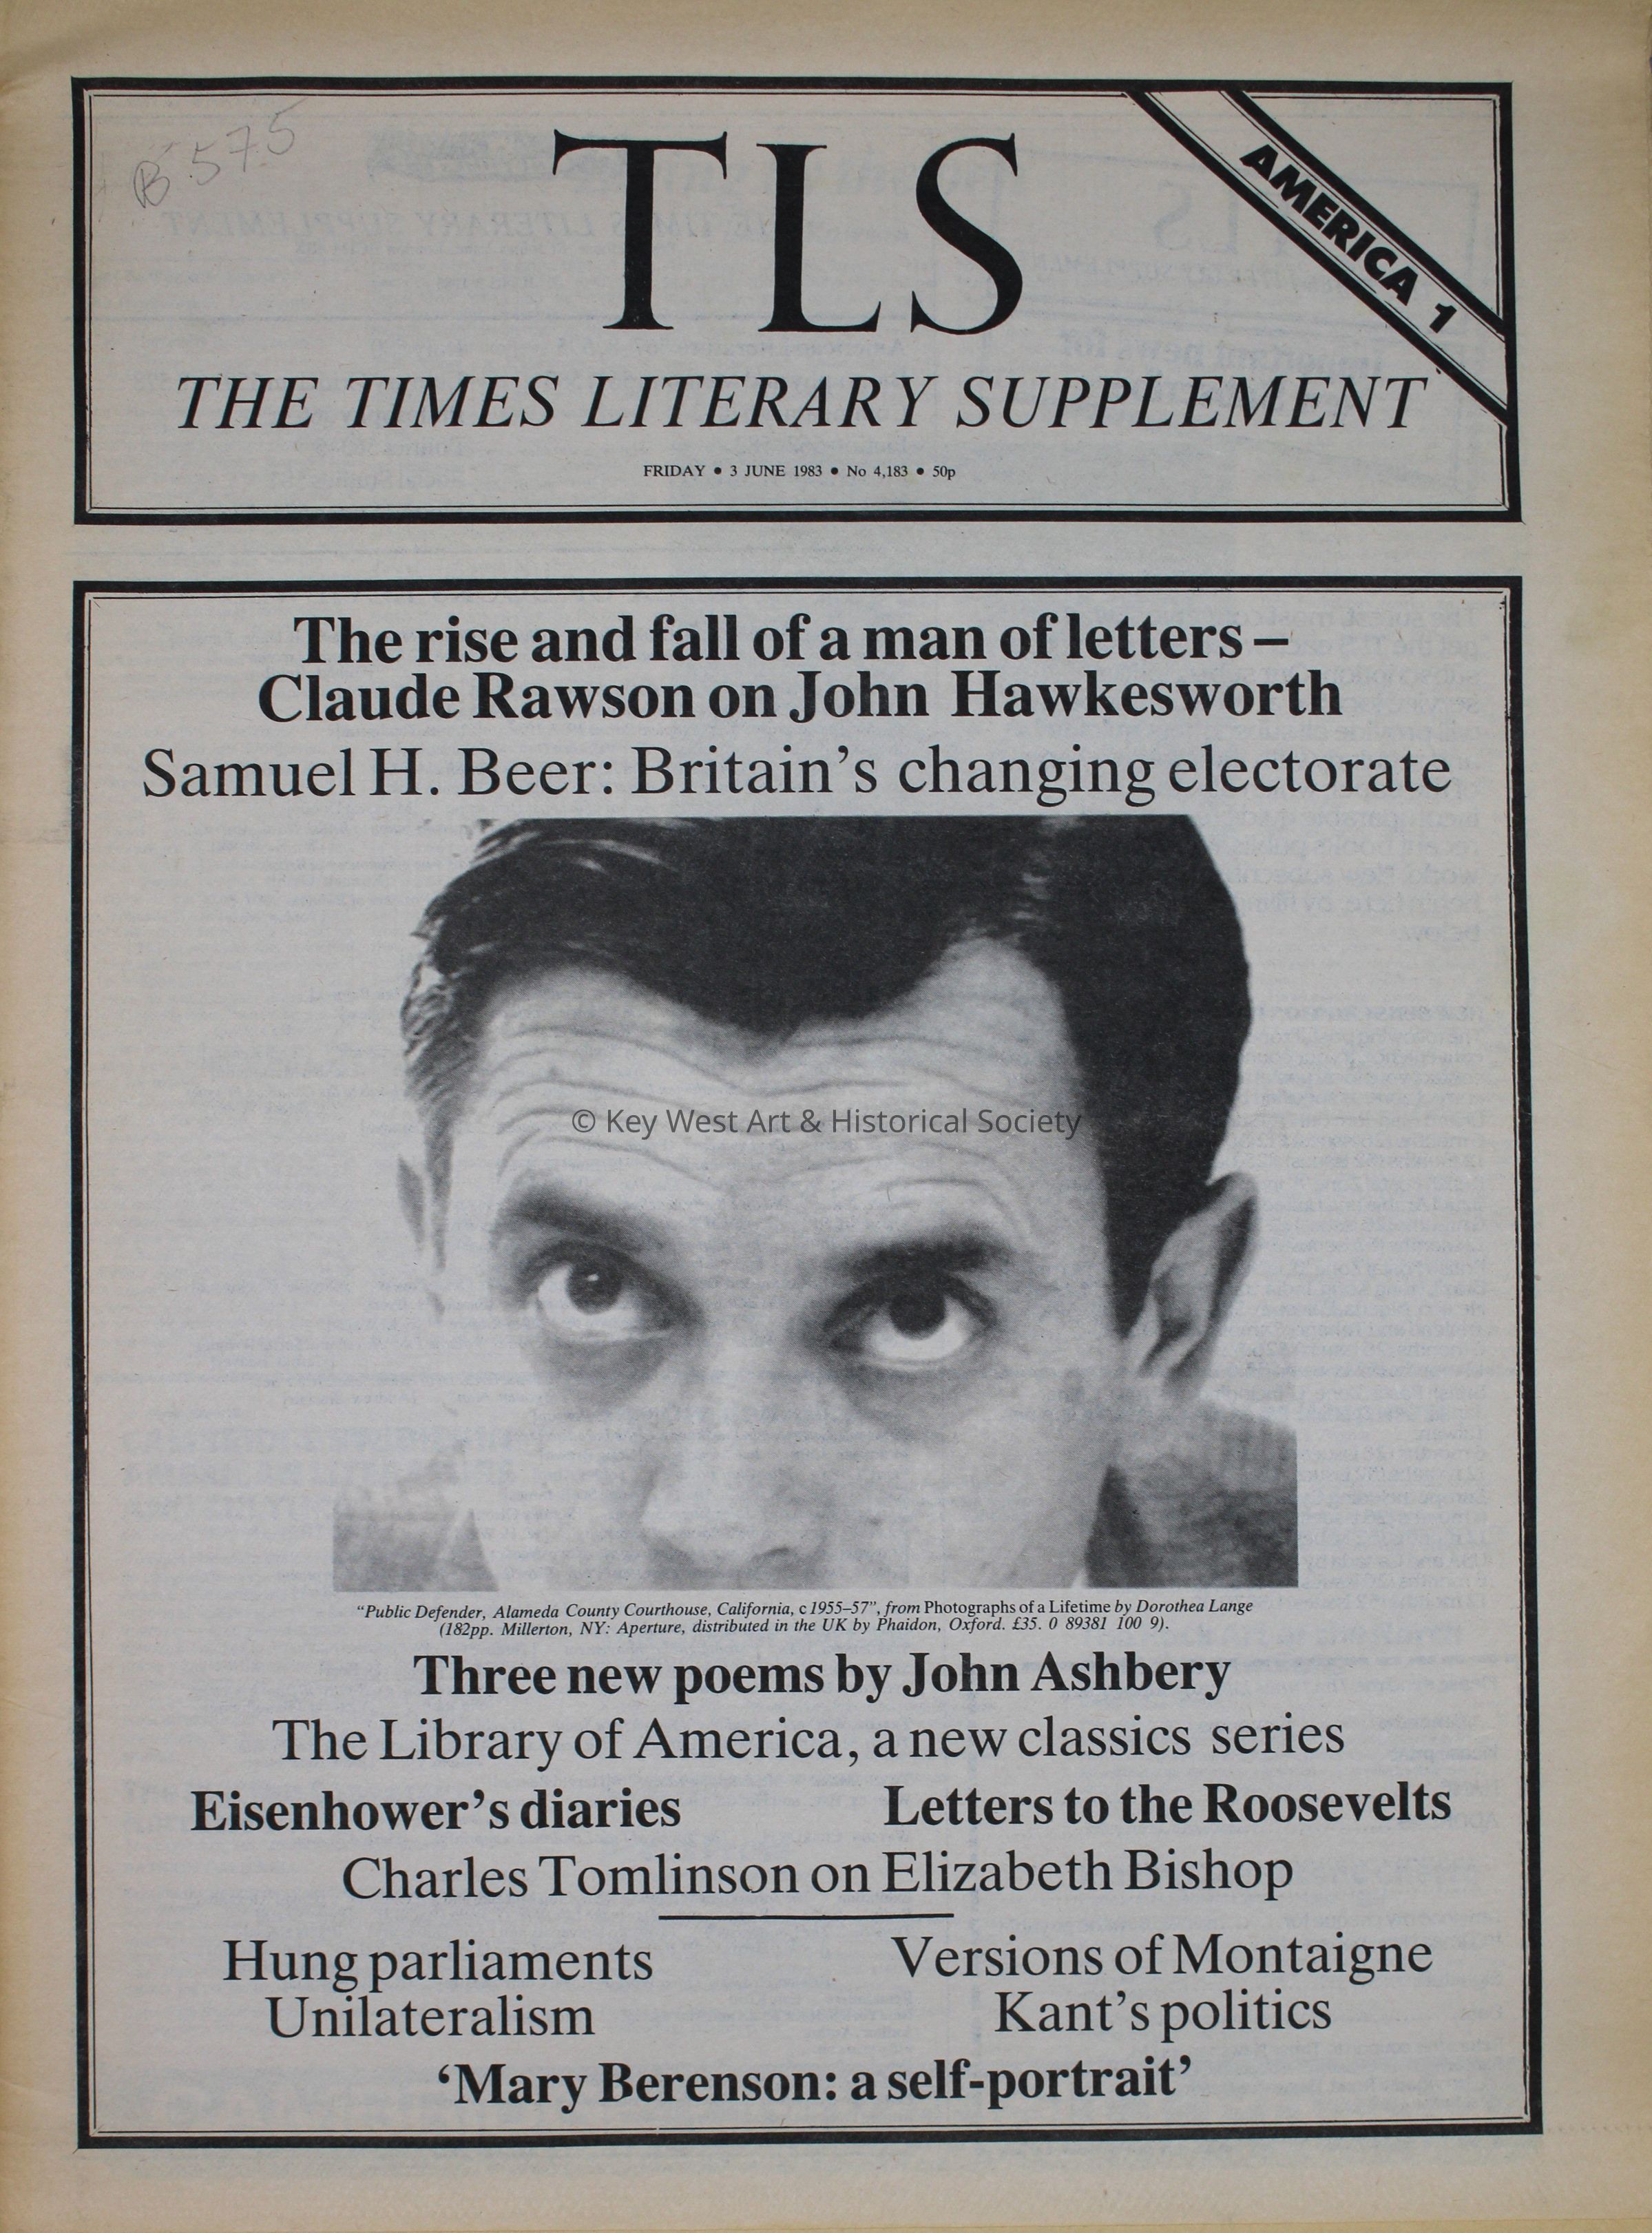 B 575
TLS
AMERICA 1
THE TIMES LITERARY SUPPLEMENT
FRIDAY • 3 JUNE 1983 • No 4,183 • 50p
The rise and fall of a man of letters –
Claude Rawson on John Hawkesworth
Samuel H. Beer: Britain's changing electorate
© Key West Art & Historical Society
"Public Defender, Alameda County Courthouse, California, c 1955–57", from Photographs of a Lifetime by Dorothea Lange
(182pp. Millerton, NY: Aperture, distributed in the UK by Phaidon, Oxford. £35. 0 89381 100 9).
Three new poems by John Ashbery
The Library of America, a new classics series
Eisenhower's diaries
Letters to the Roosevelts
Charles Tomlinson on Elizabeth Bishop
Hung parliaments
Versions of Montaigne
Unilateralism
Kant's politics
'Mary Berenson: a self-portrait'